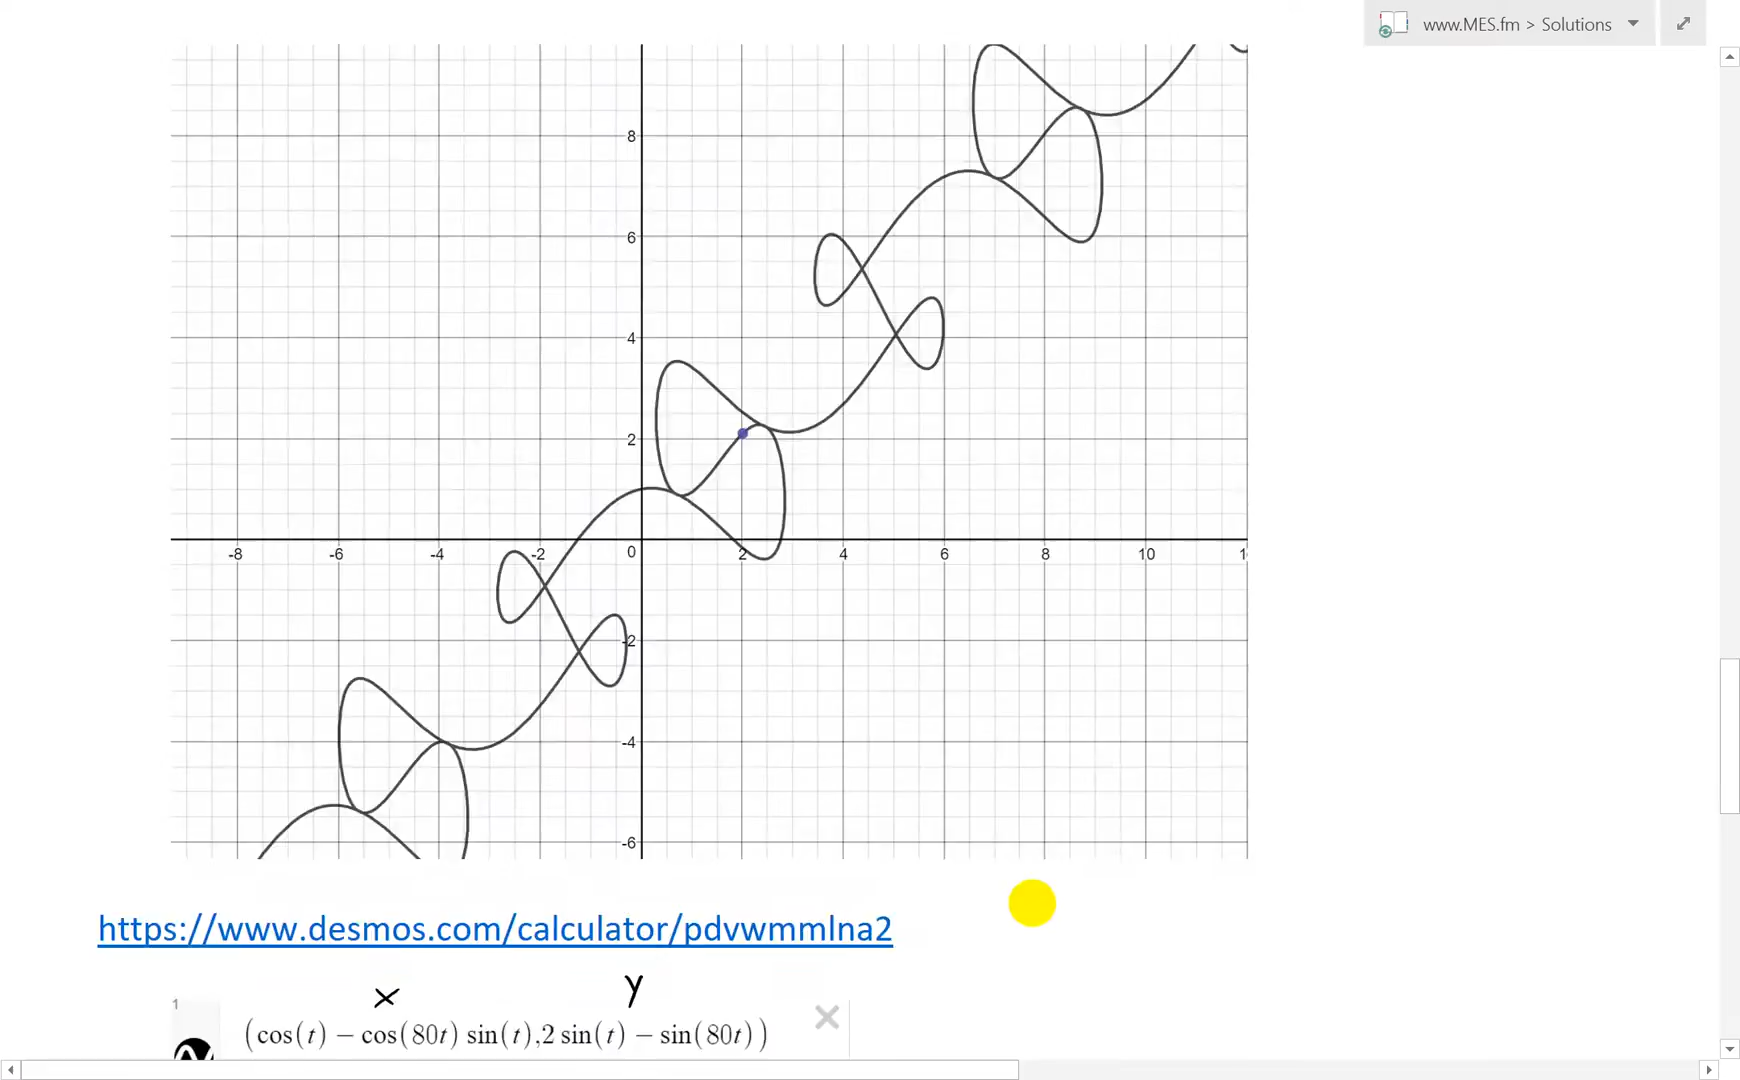 www.MES.fm > Solutions
8
6
4
2
-8 -6 -4 -2 0 2 4 6 8 10
-2
-4
-6
https://www.desmos.com/calculator/pdvwmmlna2
x y
1
(cos(t) − cos(80t) sin(t),2 sin(t) − sin(80t))